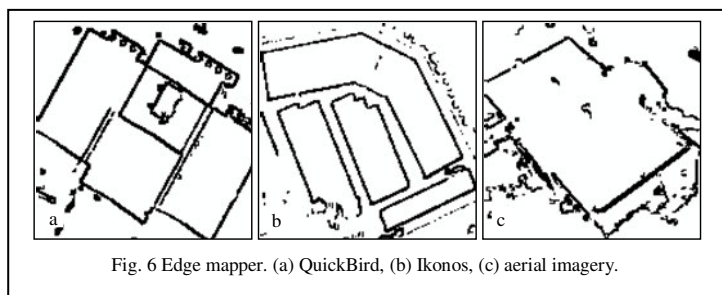 a b c
Fig. 6 Edge mapper. (a) QuickBird, (b) Ikonos, (c) aerial imagery.